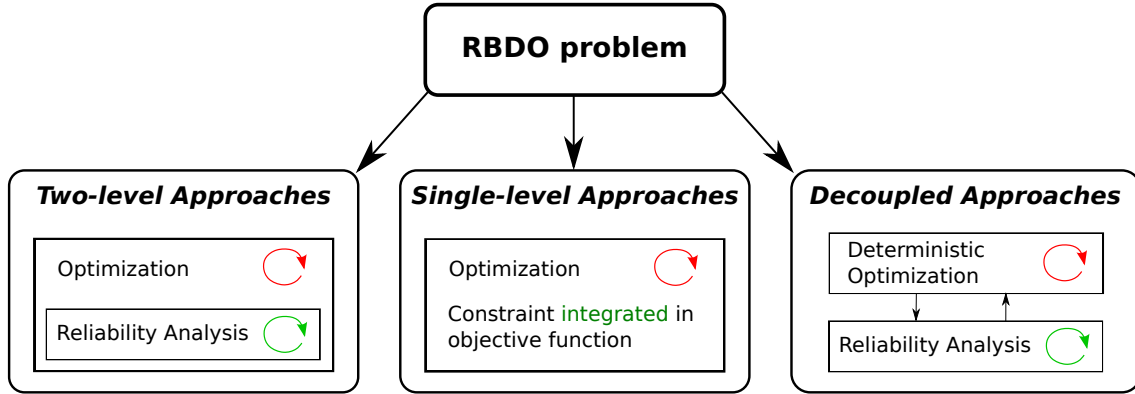 RBDO problem
Two-level Approaches
Optimization
Reliability Analysis
Single-level Approaches
Optimization
Constraint integrated in
objective function
Decoupled Approaches
Deterministic
Optimization
Reliability Analysis